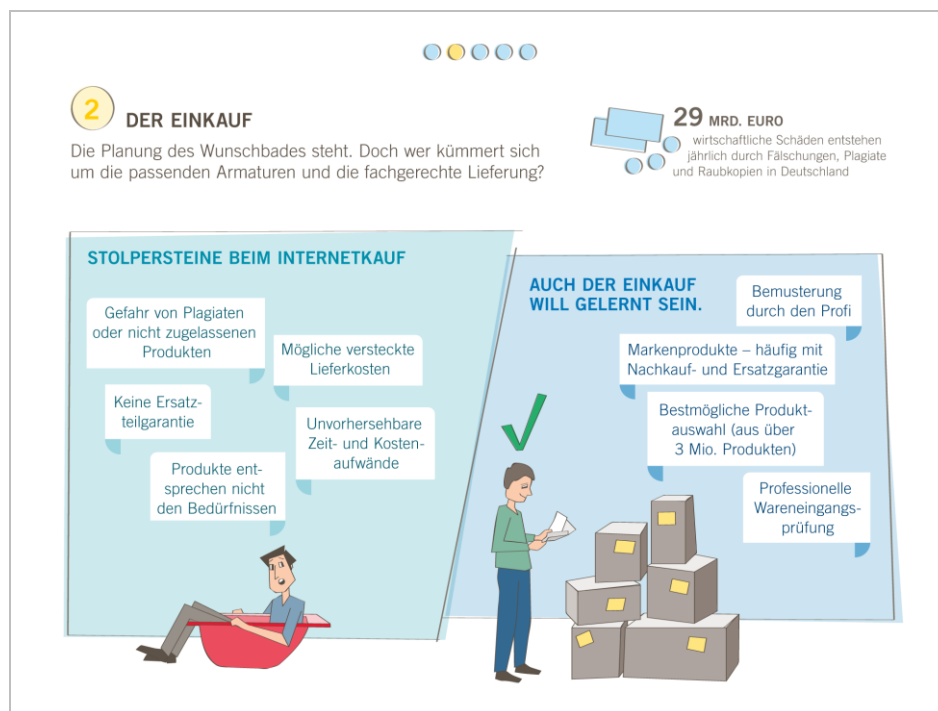 2 DER EINKAUF
Die Planung des Wunschbades steht. Doch wer kümmert sich
um die passenden Armaturen und die fachgerechte Lieferung?
29 MRD. EURO
wirtschaftliche Schäden entstehen
jährlich durch Fälschungen, Plagiate
und Raubkopien in Deutschland
STOLPERSTEINE BEIM INTERNETKAUF
Gefahr von Plagiaten
oder nicht zugelassenen
Produkten
Mögliche versteckte
Lieferkosten
Keine Ersatz-
teilgarantie
Unvorhersehbare
Zeit- und Kosten-
aufwände
Produkte ent-
sprechen nicht
den Bedürfnissen
AUCH DER EINKAUF
WILL GELERNT SEIN.
Bemusterung
durch den Profi
Markenprodukte – häufig mit
Nachkauf- und Ersatzgarantie
Bestmögliche Produkt-
auswahl (aus über
3 Mio. Produkten)
Professionelle
Wareneingangs-
prüfung